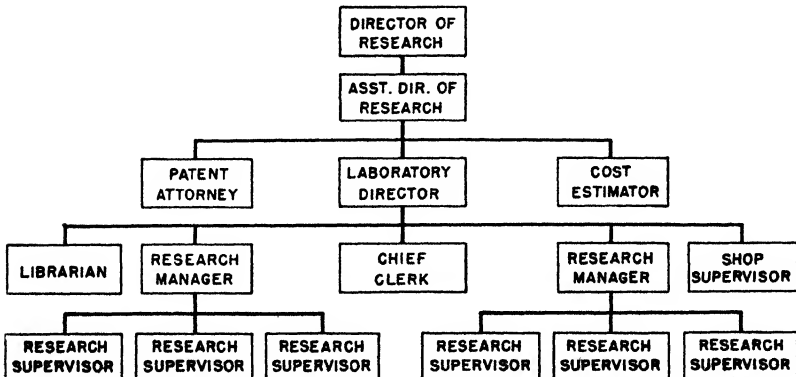 DIRECTOR OF
RESEARCH
ASST. DIR. OF
RESEARCH
PATENT
ATTORNEY
LABORATORY
DIRECTOR
COST
ESTIMATOR
LIBRARIAN
RESEARCH
MANAGER
CHIEF
CLERK
RESEARCH
MANAGER
SHOP
SUPERVISOR
RESEARCH
SUPERVISOR
RESEARCH
SUPERVISOR
RESEARCH
SUPERVISOR
RESEARCH
SUPERVISOR
RESEARCH
SUPERVISOR
RESEARCH
SUPERVISOR